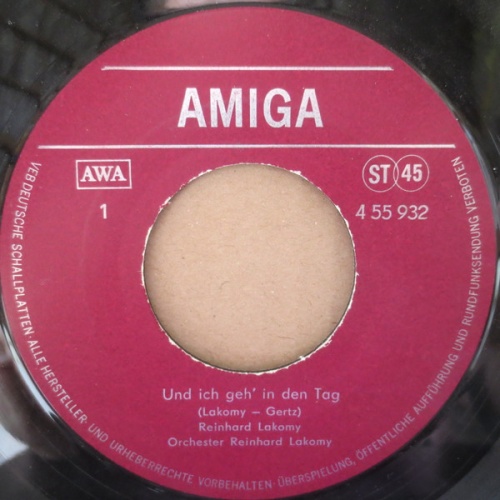 AMIGA
AWA
ST 45
1
4 55 932
Und ich geh' in den Tag
(Lakomy – Gertz)
Reinhard Lakomy
Orchester Reinhard Lakomy
VEB DEUTSCHE SCHALLPLATTEN ALLE HERSTELLER- UND URHEBERRECHTE VORBEHALTEN · ÜBERSPIELUNG, ÖFFENTLICHE AUFFÜHRUNG UND RUNDFUNKSENDUNG VERBOTEN